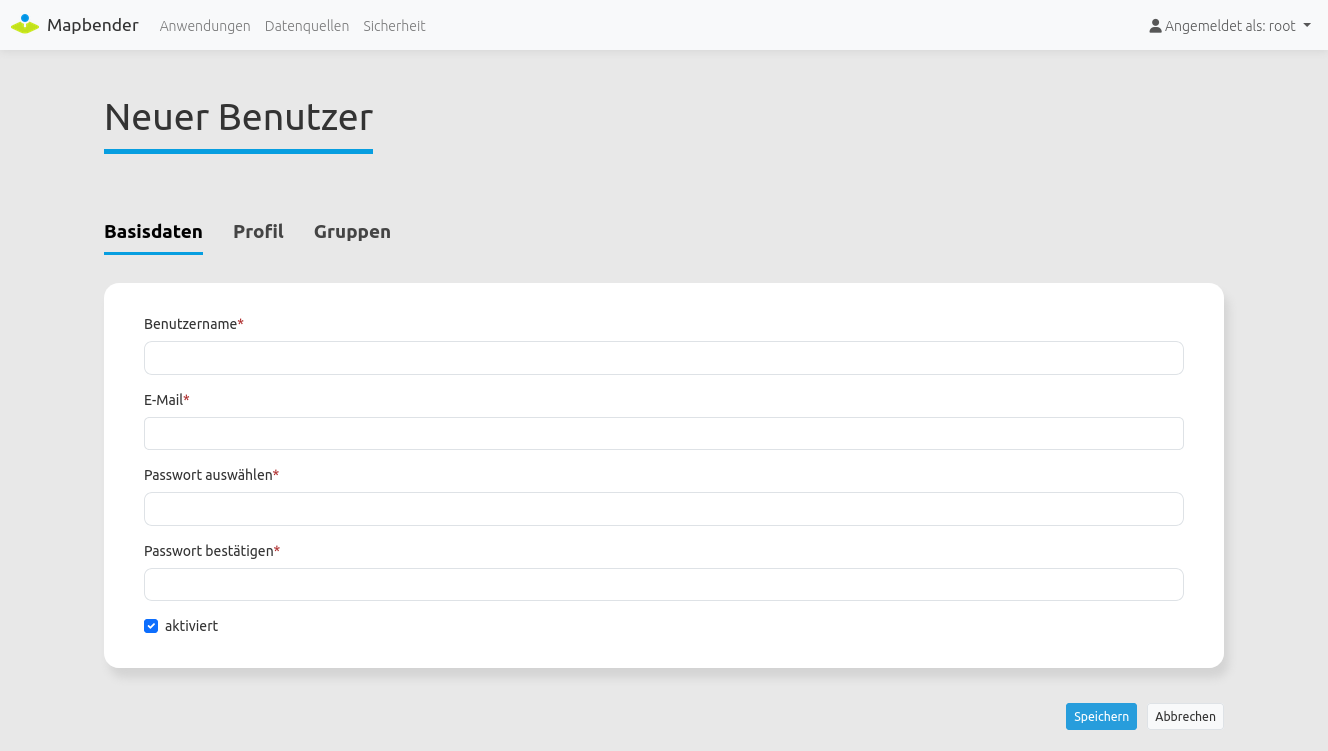 Mapbender Anwendungen Datenquellen Sicherheit Angemeldet als: root
Neuer Benutzer
Basisdaten Profil Gruppen
Benutzername*
E-Mail*
Passwort auswählen*
Passwort bestätigen*
aktiviert
Speichern Abbrechen